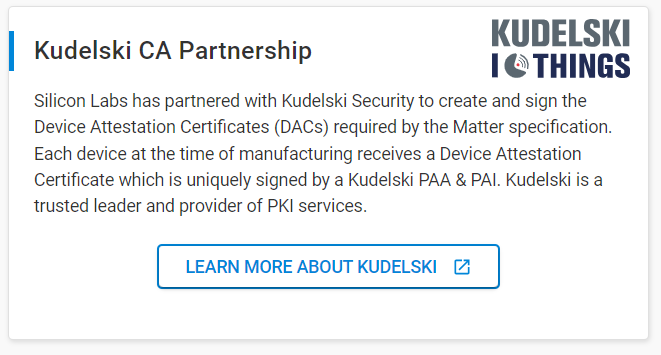 KUDELSKI
IOTHINGS
Kudelski CA Partnership
Silicon Labs has partnered with Kudelski Security to create and sign the
Device Attestation Certificates (DACs) required by the Matter specification.
Each device at the time of manufacturing receives a Device Attestation
Certificate which is uniquely signed by a Kudelski PAA & PAI. Kudelski is a
trusted leader and provider of PKI services.
LEARN MORE ABOUT KUDELSKI